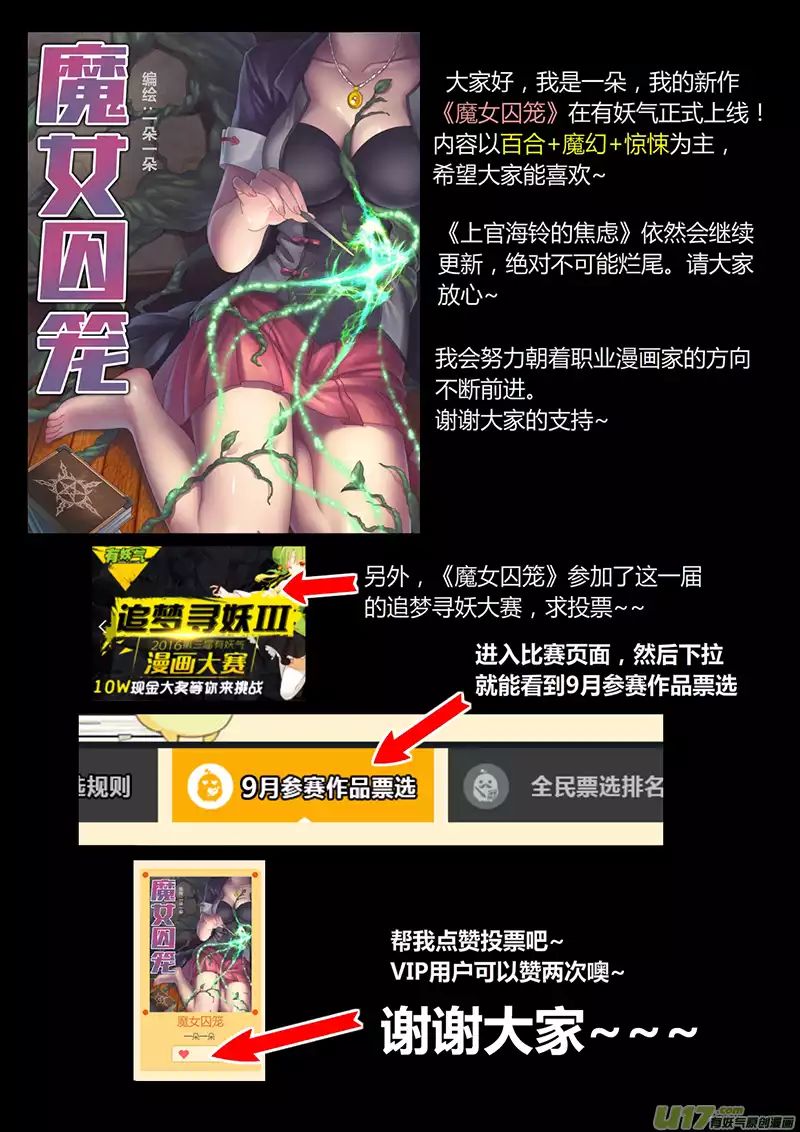 魔女囚笼
编绘：一朵一朵
大家好，我是一朵，我的新作
《魔女囚笼》在有妖气正式上线！
内容以百合+魔幻+惊悚为主，
希望大家能喜欢~
《上官海铃的焦虑》依然会继续
更新，绝对不可能烂尾。请大家
放心~
我会努力朝着职业漫画家的方向
不断前进。
谢谢大家的支持~
有妖气
追梦寻妖III
2016第三届有妖气
漫画大赛
10W现金大奖等你来挑战
另外，《魔女囚笼》参加了这一届
的追梦寻妖大赛，求投票~~
进入比赛页面，然后下拉
就能看到9月参赛作品票选
选规则
9月参赛作品票选
全民票选排名
魔女囚笼
编绘：一朵一朵
魔女囚笼
一朵一朵
帮我点赞投票吧~
VIP用户可以赞两次噢~
谢谢大家~~~
U17.com
有妖气原创漫画